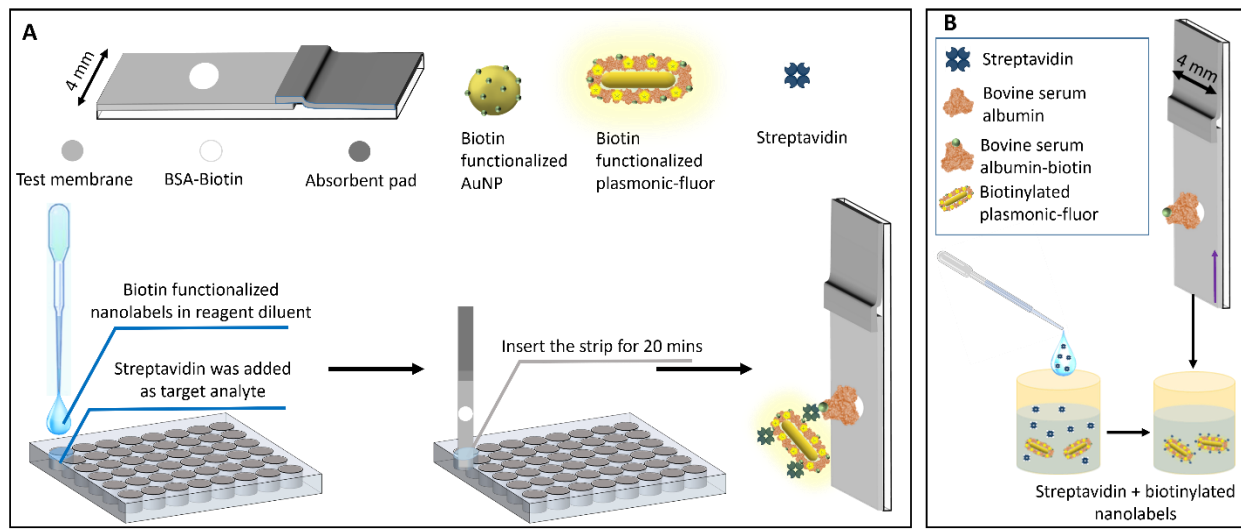 A
4 mm
Test membrane
BSA-Biotin
Absorbent pad
Biotin
functionalized
AuNP
Biotin
functionalized
plasmonic-fluor
Streptavidin
Biotin functionalized
nanolabels in reagent diluent
Streptavidin was added
as target analyte
Insert the strip for 20 mins
B
Streptavidin
Bovine serum
albumin
Bovine serum
albumin-biotin
Biotinylated
plasmonic-fluor
4 mm
Streptavidin + biotinylated
nanolabels